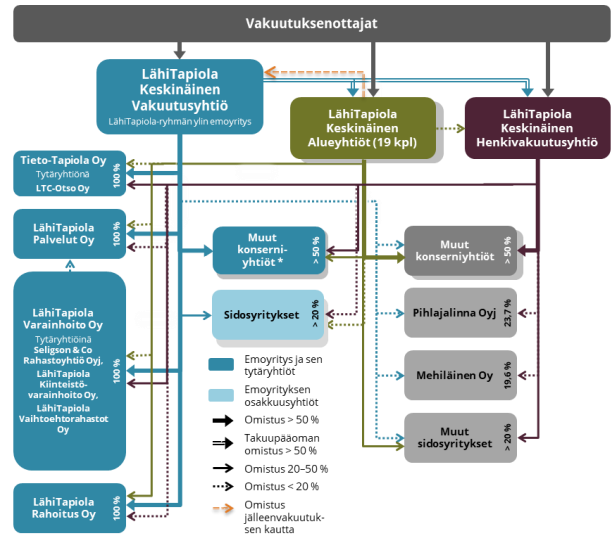 Vakuutuksenottajat
LähiTapiola
Keskinäinen
Vakuutusyhtiö
LähiTapiola-ryhmän ylin emoyritys
LähiTapiola
Keskinäinen
Alueyhtiöt (19 kpl)
LähiTapiola
Keskinäinen
Henkivakuutusyhtiö
Tieto-Tapiola Oy
Tytäryhtiönä
LTC-Otso Oy
100 %
LähiTapiola
Palvelut Oy
100 %
LähiTapiola
Varainhoito Oy
Tytäryhtiöinä
Seligson & Co
Rahastoyhtiö Oyj,
LähiTapiola
Kiinteistö-
varainhoito Oy,
LähiTapiola
Vaihtoehtorahastot
Oy
100 %
LähiTapiola
Rahoitus Oy
100 %
Muut
konserni-
yhtiöt *
> 50 %
Sidosyritykset
> 20 %
Muut
konserniyhtiöt
> 50 %
Pihlajalinna Oyj
23,7 %
Mehiläinen Oy
19,6 %
Muut
sidosyritykset
> 20 %
Emoyritys ja sen
tytäryhtiöt
Emoyrityksen
osakkuusyhtiöt
Omistus > 50 %
Takuupääoman
omistus > 50 %
Omistus 20–50 %
Omistus < 20 %
Omistus
jälleenvakuutuk-
sen kautta